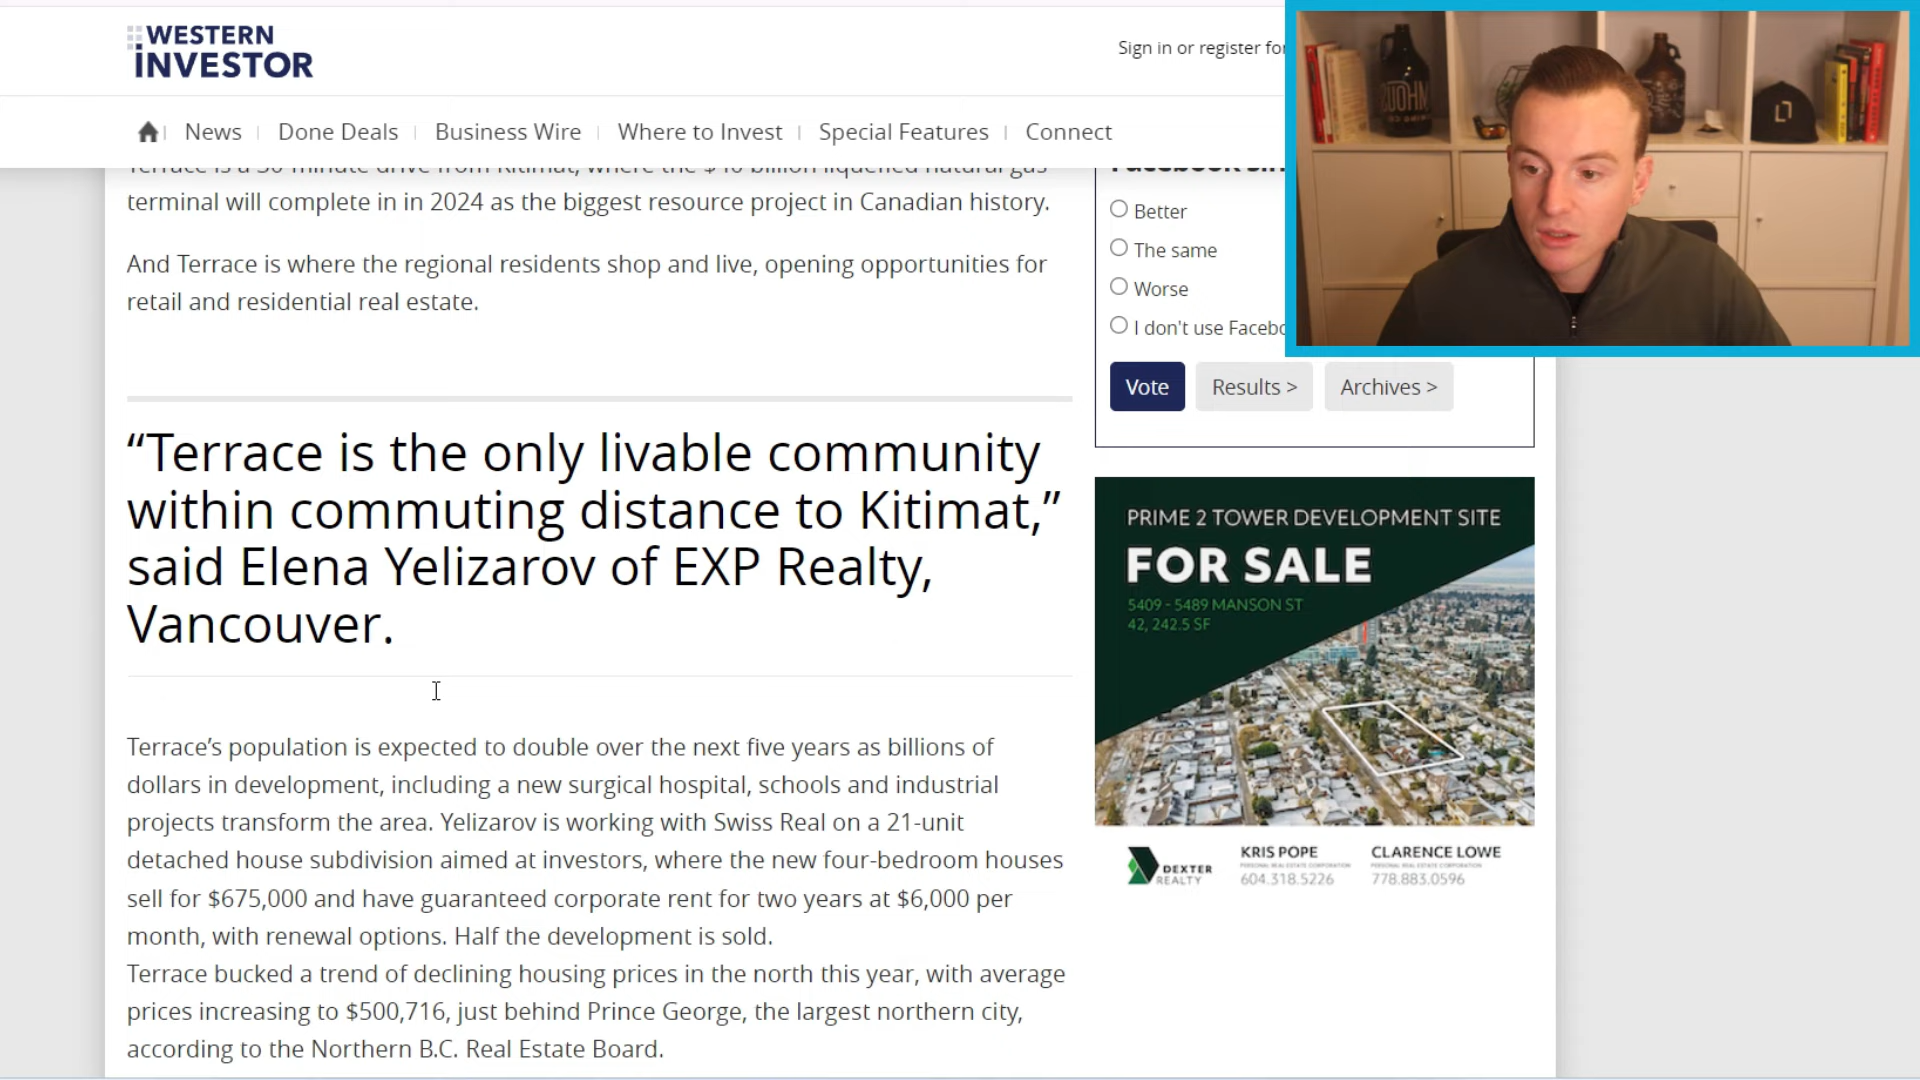 WESTERN
INVESTOR
Sign in or register for
News
Done Deals
Business Wire
Where to Invest
Special Features
Connect
terminal will complete in in 2024 as the biggest resource project in Canadian history.
And Terrace is where the regional residents shop and live, opening opportunities for
retail and residential real estate.
“Terrace is the only livable community
within commuting distance to Kitimat,”
said Elena Yelizarov of EXP Realty,
Vancouver.
Terrace’s population is expected to double over the next five years as billions of
dollars in development, including a new surgical hospital, schools and industrial
projects transform the area. Yelizarov is working with Swiss Real on a 21-unit
detached house subdivision aimed at investors, where the new four-bedroom houses
sell for $675,000 and have guaranteed corporate rent for two years at $6,000 per
month, with renewal options. Half the development is sold.
Terrace bucked a trend of declining housing prices in the north this year, with average
prices increasing to $500,716, just behind Prince George, the largest northern city,
according to the Northern B.C. Real Estate Board.
Better
The same
Worse
I don't use Facebo
Vote
Results >
Archives >
PRIME 2 TOWER DEVELOPMENT SITE
FOR SALE
5409 - 5489 MANSON ST
42, 242.5 SF
DEXTER
REALTY
KRIS POPE
PERSONAL REAL ESTATE CORPORATION
604.318.5226
CLARENCE LOWE
PERSONAL REAL ESTATE CORPORATION
778.883.0596